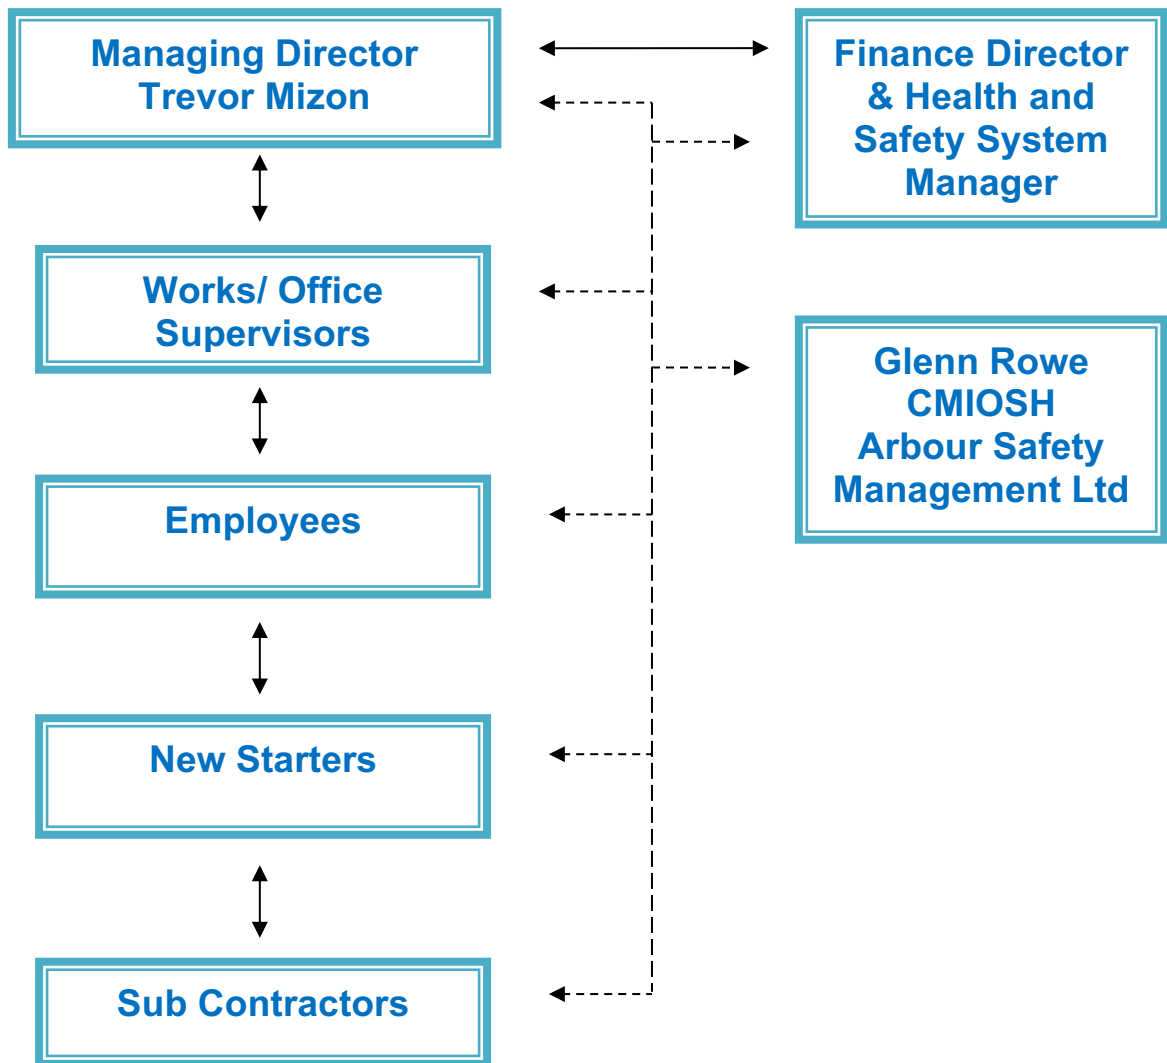 Managing Director
Trevor Mizon
Finance Director
& Health and
Safety System
Manager
Works/ Office
Supervisors
Glenn Rowe
CMIOSH
Arbour Safety
Management Ltd
Employees
New Starters
Sub Contractors